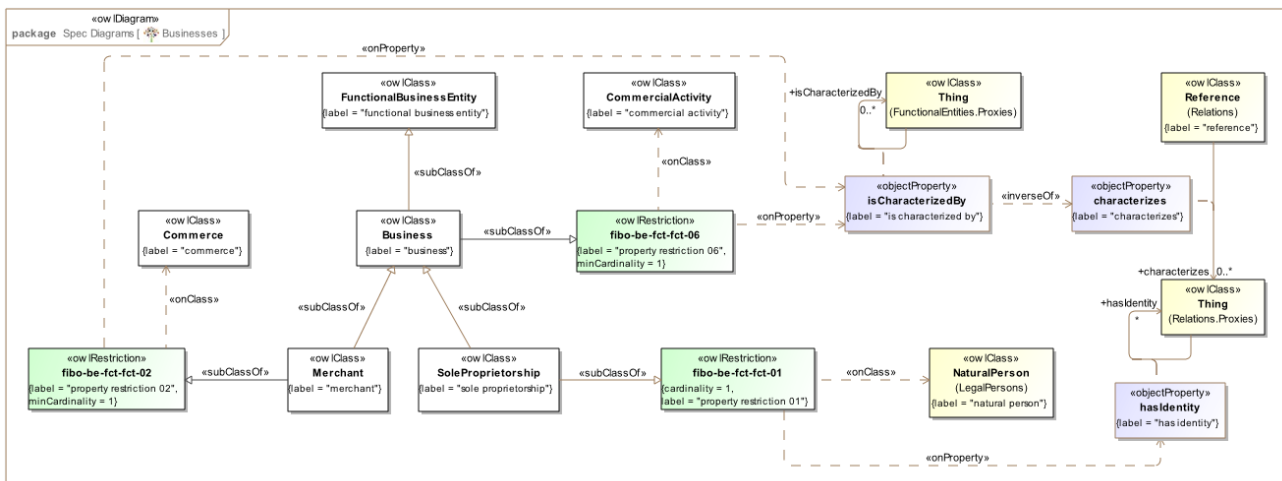 «owlDiagram»
package Spec Diagrams [ Businesses ]
«onProperty»
«owlClass»
FunctionalBusinessEntity
{label = "functional business entity"}
«owlClass»
CommercialActivity
{label = "commercial activity"}
+isCharacterizedBy
0..*
«owlClass»
Thing
(FunctionalEntities.Proxies)
«owlClass»
Reference
(Relations)
{label = "reference"}
«subClassOf»
«onClass»
«objectProperty»
isCharacterizedBy
{label = "is characterized by"}
«inverseOf»
«objectProperty»
characterizes
{label = "characterizes"}
«owlClass»
Commerce
{label = "commerce"}
«owlClass»
Business
{label = "business"}
«subClassOf»
«owlRestriction»
fibo-be-fct-fct-06
{label = "property restriction 06",
minCardinality = 1}
«onProperty»
+characterizes 0..*
«onClass»
«subClassOf»
«subClassOf»
+hasIdentity
*
«owlClass»
Thing
(Relations.Proxies)
«owlRestriction»
fibo-be-fct-fct-02
{label = "property restriction 02",
minCardinality = 1}
«subClassOf»
«owlClass»
Merchant
{label = "merchant"}
«owlClass»
SoleProprietorship
{label = "sole proprietorship"}
«subClassOf»
«owlRestriction»
fibo-be-fct-fct-01
{cardinality = 1,
label = "property restriction 01"}
«onClass»
«owlClass»
NaturalPerson
(LegalPersons)
{label = "natural person"}
«objectProperty»
hasIdentity
{label = "has identity"}
«onProperty»